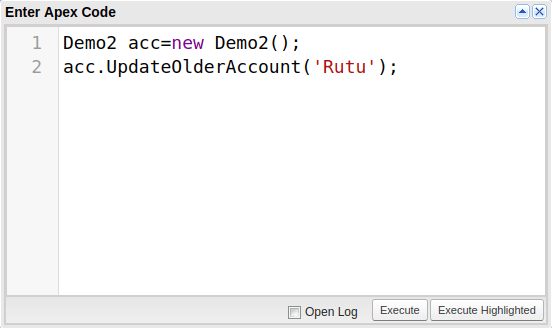 Enter Apex Code
1 Demo2 acc=new Demo2();
2 acc.UpdateOlderAccount('Rutu');
Open Log Execute Execute Highlighted